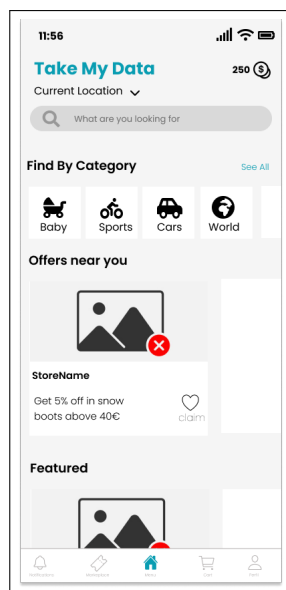 11:56
Take My Data
250
Current Location
What are you looking for
Find By Category
See All
Baby
Sports
Cars
World
Offers near you
StoreName
Get 5% off in snow
boots above 40€
claim
Featured
Notifications
Marketplace
Home
Cart